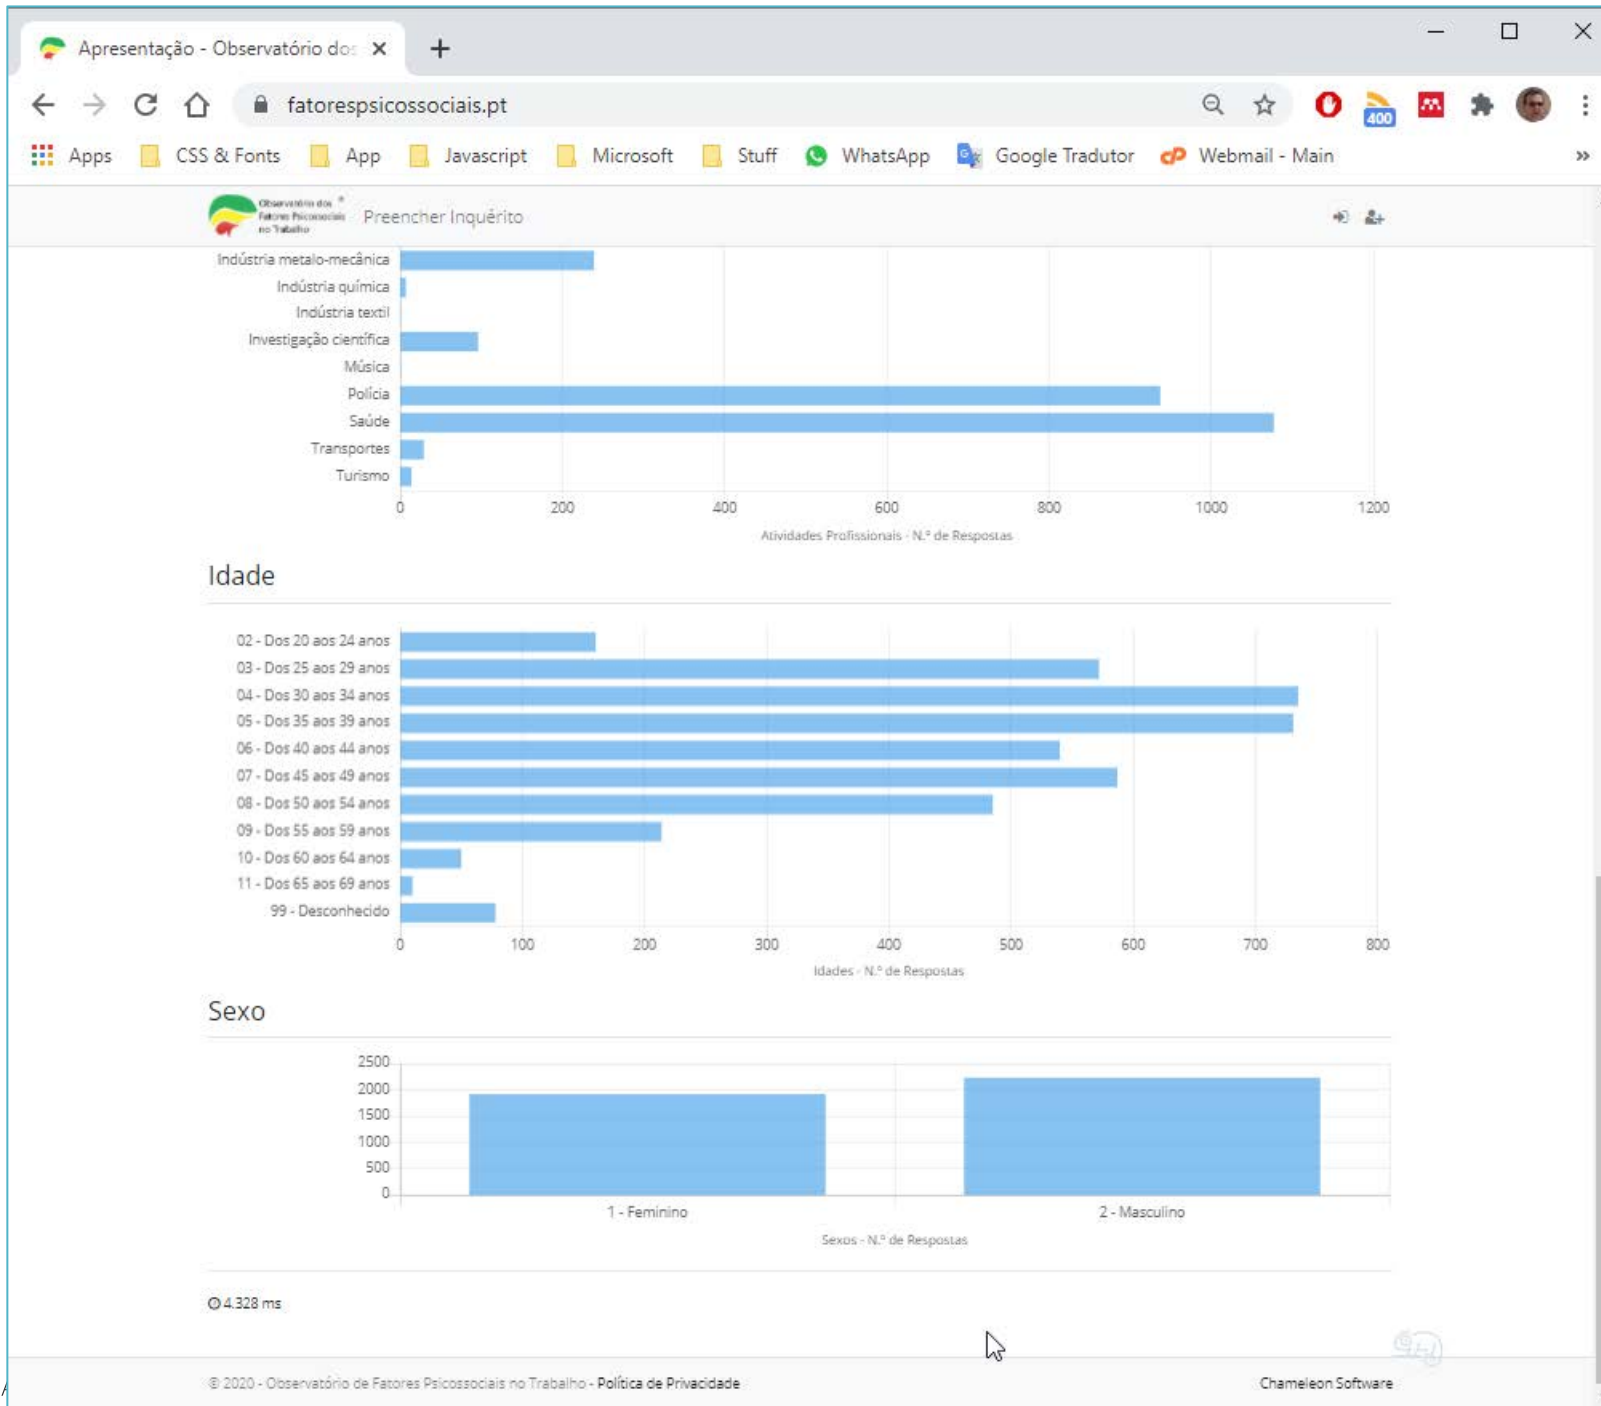 Apresentação - Observatório dos
fatorespsicossociais.pt
400
Apps CSS & Fonts App Javascript Microsoft Stuff WhatsApp Google Tradutor Webmail - Main »
Observatório dos ®
Fatores Psicossociais
no Trabalho
Preencher Inquérito
Indústria metalo-mecânica
Indústria química
Indústria textil
Investigação científica
Música
Polícia
Saúde
Transportes
Turismo
0 200 400 600 800 1000 1200
Atividades Profissionais - N.º de Respostas
Idade
02 - Dos 20 aos 24 anos
03 - Dos 25 aos 29 anos
04 - Dos 30 aos 34 anos
05 - Dos 35 aos 39 anos
06 - Dos 40 aos 44 anos
07 - Dos 45 aos 49 anos
08 - Dos 50 aos 54 anos
09 - Dos 55 aos 59 anos
10 - Dos 60 aos 64 anos
11 - Dos 65 aos 69 anos
99 - Desconhecido
0 100 200 300 400 500 600 700 800
Idades - N.º de Respostas
Sexo
2500
2000
1500
1000
500
0
1 - Feminino 2 - Masculino
Sexos - N.º de Respostas
4.328 ms
© 2020 - Observatório de Fatores Psicossociais no Trabalho - Política de Privacidade
Chameleon Software